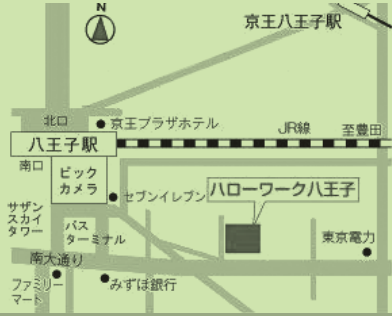 N
京王八王子駅
北口
京王プラザホテル
JR線
至豊田
八王子駅
南口
ビック
カメラ
セブンイレブン
ハローワーク八王子
サザン
スカイ
タワー
バス
ターミナル
東京電力
南大通り
ファミリー
マート
みずほ銀行